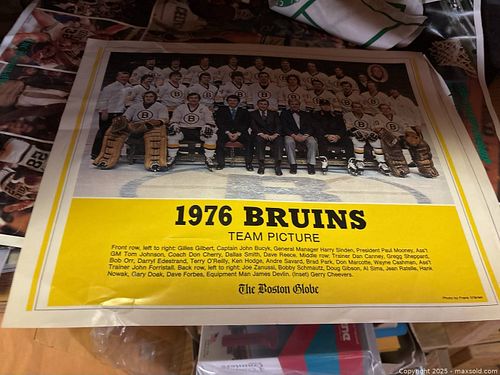 1976 BRUINS
TEAM PICTURE
Front row, left to right: Gilles Gilbert, Captain John Bucyk, General Manager Harry Sinden, President Paul Mooney, Ass't
GM Tom Johnson, Coach Don Cherry, Dallas Smith, Dave Reece, Middle row: Trainer Dan Canney, Gregg Sheppard,
Bob Orr, Darryl Edestrand, Terry O'Reilly, Ken Hodge, Andre Savard, Brad Park, Don Marcotte, Wayne Cashman, Ass't
Trainer John Forristall. Back row, left to right: Joe Zanussi, Bobby Schmautz, Doug Gibson, Al Sims, Jean Ratelle, Hank
Nowak, Gary Doak, Dave Forbes, Equipment Man James Devlin. (Inset) Gerry Cheevers.
The Boston Globe
Photo by Frank O'Brien
Copyright 2025 - maxsold.com